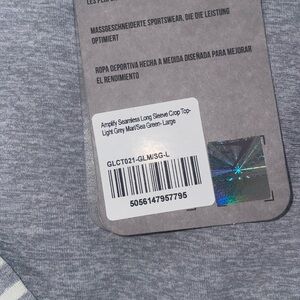 MASSGESCHNEIDERTE SPORTSWEAR, DIE DIE LEISTUNG
OPTIMIERT
ROPA DEPORTIVA HECHA A MEDIDA DISEÑADA PARA MEJORAR
EL RENDIMIENTO
Amplify Seamless Long Sleeve Crop Top-
Light Grey Marl/Sea Green- Large
GLCT021-GLM/SG-L
5056147957795